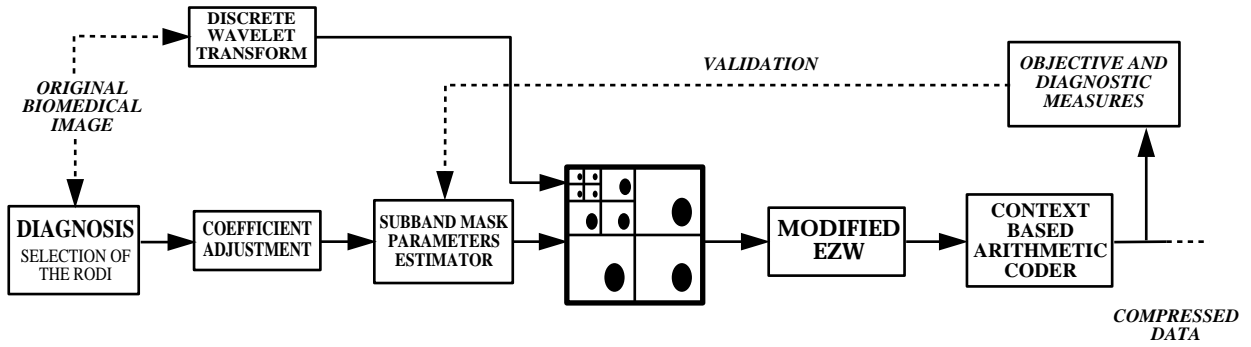 DISCRETE
WAVELET
TRANSFORM
ORIGINAL
BIOMEDICAL
IMAGE
VALIDATION
OBJECTIVE AND
DIAGNOSTIC
MEASURES
DIAGNOSIS
SELECTION OF
THE RODI
COEFFICIENT
ADJUSTMENT
SUBBAND MASK
PARAMETERS
ESTIMATOR
MODIFIED
EZW
CONTEXT
BASED
ARITHMETIC
CODER
COMPRESSED
DATA